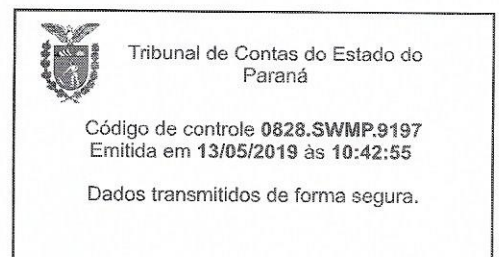 Tribunal de Contas do Estado do
Paraná
Código de controle 0828.SWMP.9197
Emitida em 13/05/2019 às 10:42:55
Dados transmitidos de forma segura.